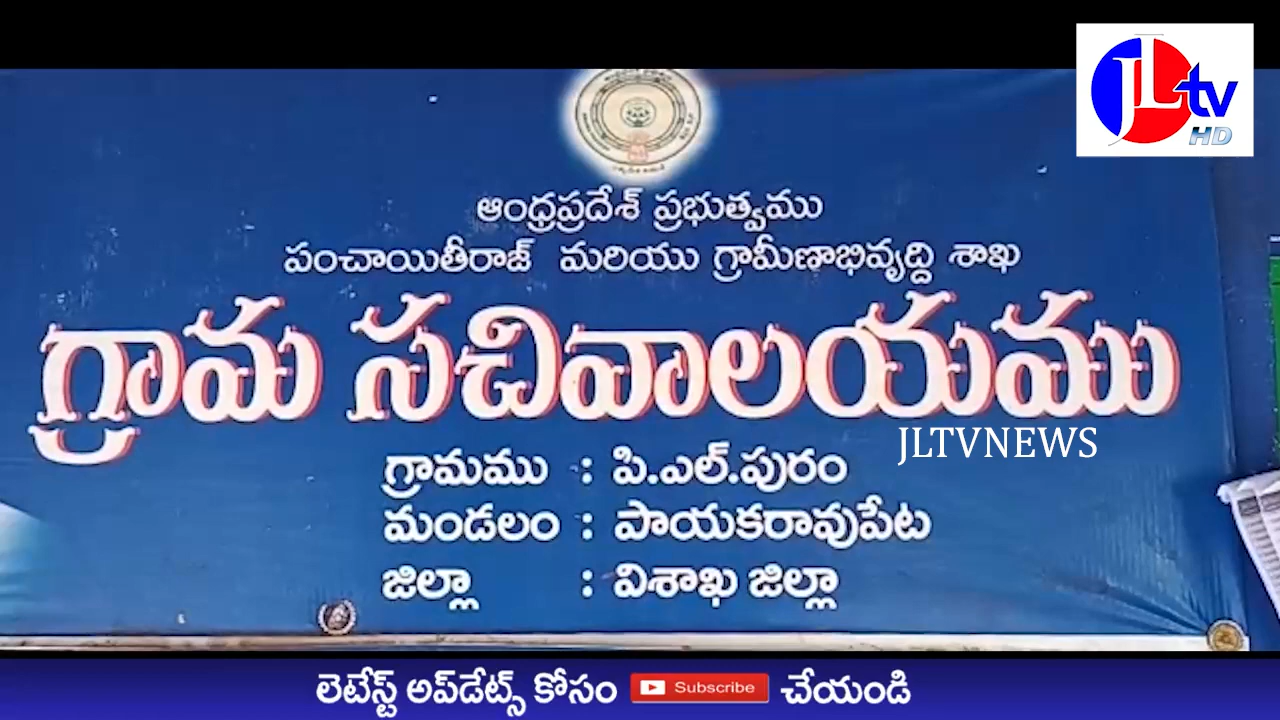 JLtv
HD
ఆంధ్రప్రదేశ్ ప్రభుత్వము
పంచాయితీరాజ్ మరియు గ్రామీణాభివృద్ది శాఖ
గ్రామ సచివాలయము
JLTVNEWS
గ్రామము : పి.ఎల్.పురం
మండలం : పాయకరావుపేట
జిల్లా : విశాఖ జిల్లా
లెటేస్ట్ అప్‌డేట్స్ కోసం Subscribe చేయండి